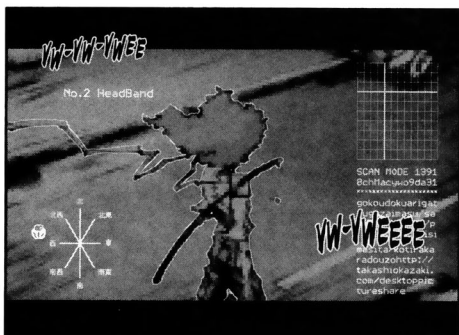 VW-VW-VWEE
No.2 HeadBand
SCAN MODE 1391
gokoudokuarigat
VW-VWEEEE
radouzohttp://
takashiokazaki.
com/desktoppic
tureshare
北
北西 北東
西 東
南西 南東
南